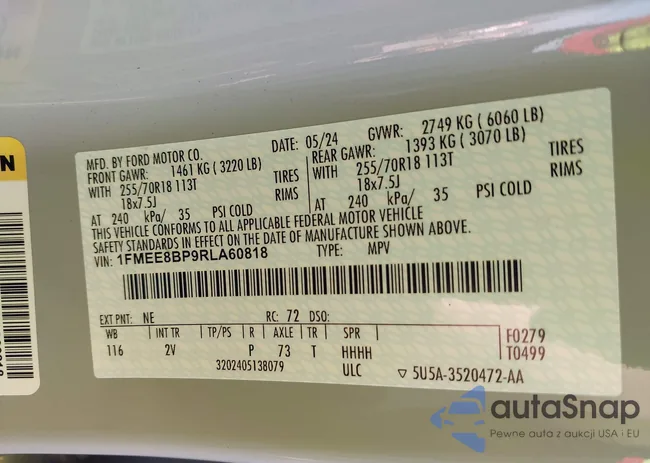 MFD. BY FORD MOTOR CO.
DATE: 05/24 GVWR: 2749 KG ( 6060 LB)
FRONT GAWR: 1461 KG ( 3220 LB)
REAR GAWR: 1393 KG ( 3070 LB)
WITH 255/70R18 113T TIRES
WITH 255/70R18 113T TIRES
18x7.5J RIMS
18x7.5J RIMS
AT 240 kPa/ 35 PSI COLD
AT 240 kPa/ 35 PSI COLD
THIS VEHICLE CONFORMS TO ALL APPLICABLE FEDERAL MOTOR VEHICLE
SAFETY STANDARDS IN EFFECT ON THE DATE OF MANUFACTURE SHOWN ABOVE.
VIN: 1FMEE8BP9RLA60818 TYPE: MPV
EXT PNT: NE RC: 72 DSO:
WB INT TR TP/PS R AXLE TR SPR
116 2V P 73 T HHHH
F0279
T0499
3202405138079 ULC 5U5A-3520472-AA
autaSnap
Pewne auta z aukcji USA i EU